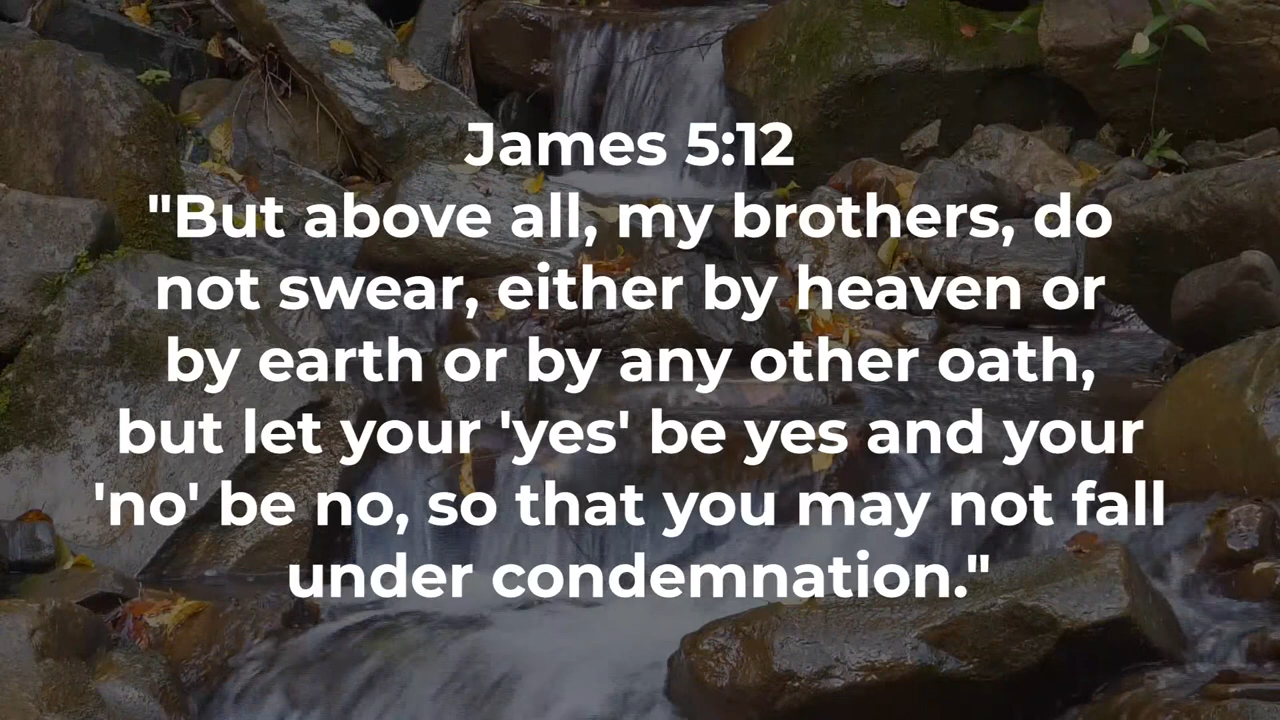 James 5:12
"But above all, my brothers, do
not swear, either by heaven or
by earth or by any other oath,
but let your 'yes' be yes and your
'no' be no, so that you may not fall
under condemnation."